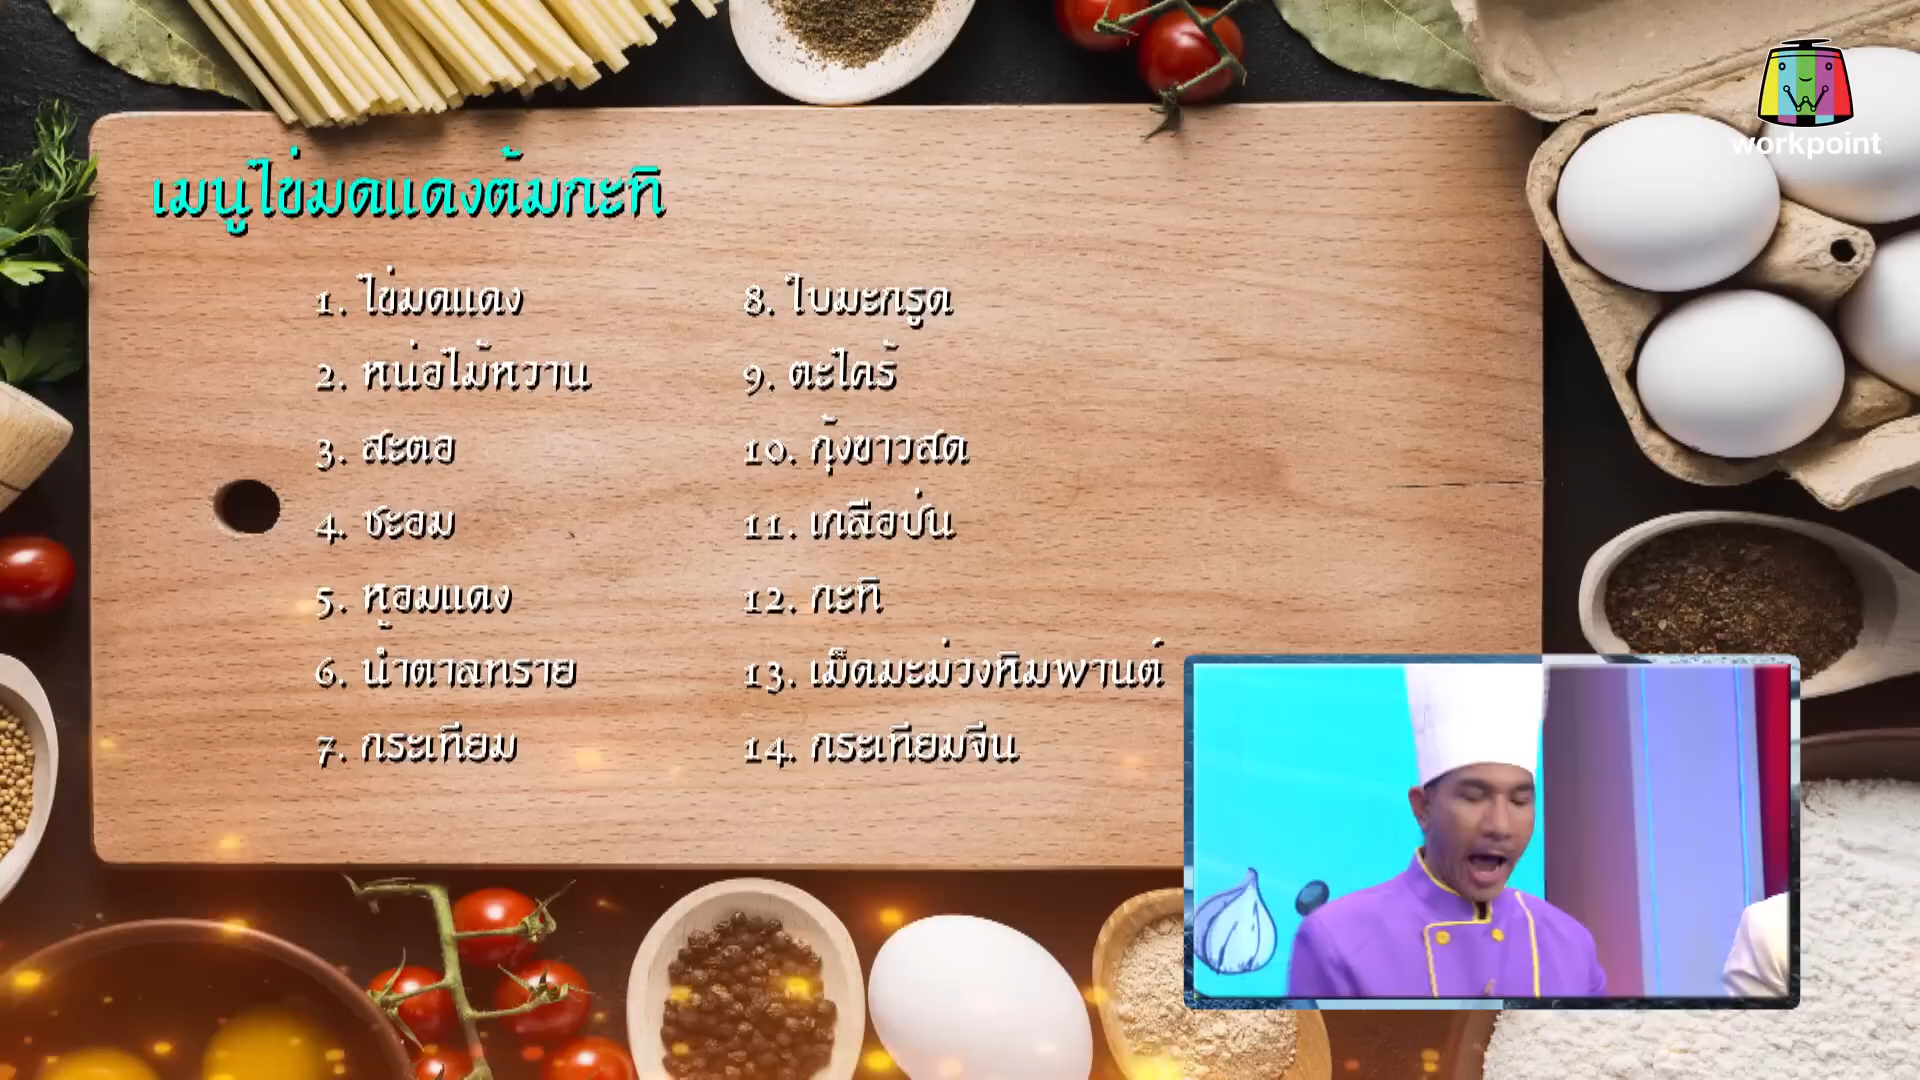 workpoint
เมนูไข่มดแดงต้มกะทิ
1. ไข่มดแดง
2. หน่อไม้หวาน
3. สะตอ
4. ชะอม
5. หอมแดง
6. น้ำตาลทราย
7. กระเทียม
8. ใบมะกรูด
9. ตะไคร้
10. กุ้งขาวสด
11. เกลือป่น
12. กะทิ
13. เม็ดมะม่วงหิมพานต์
14. กระเทียมจีน